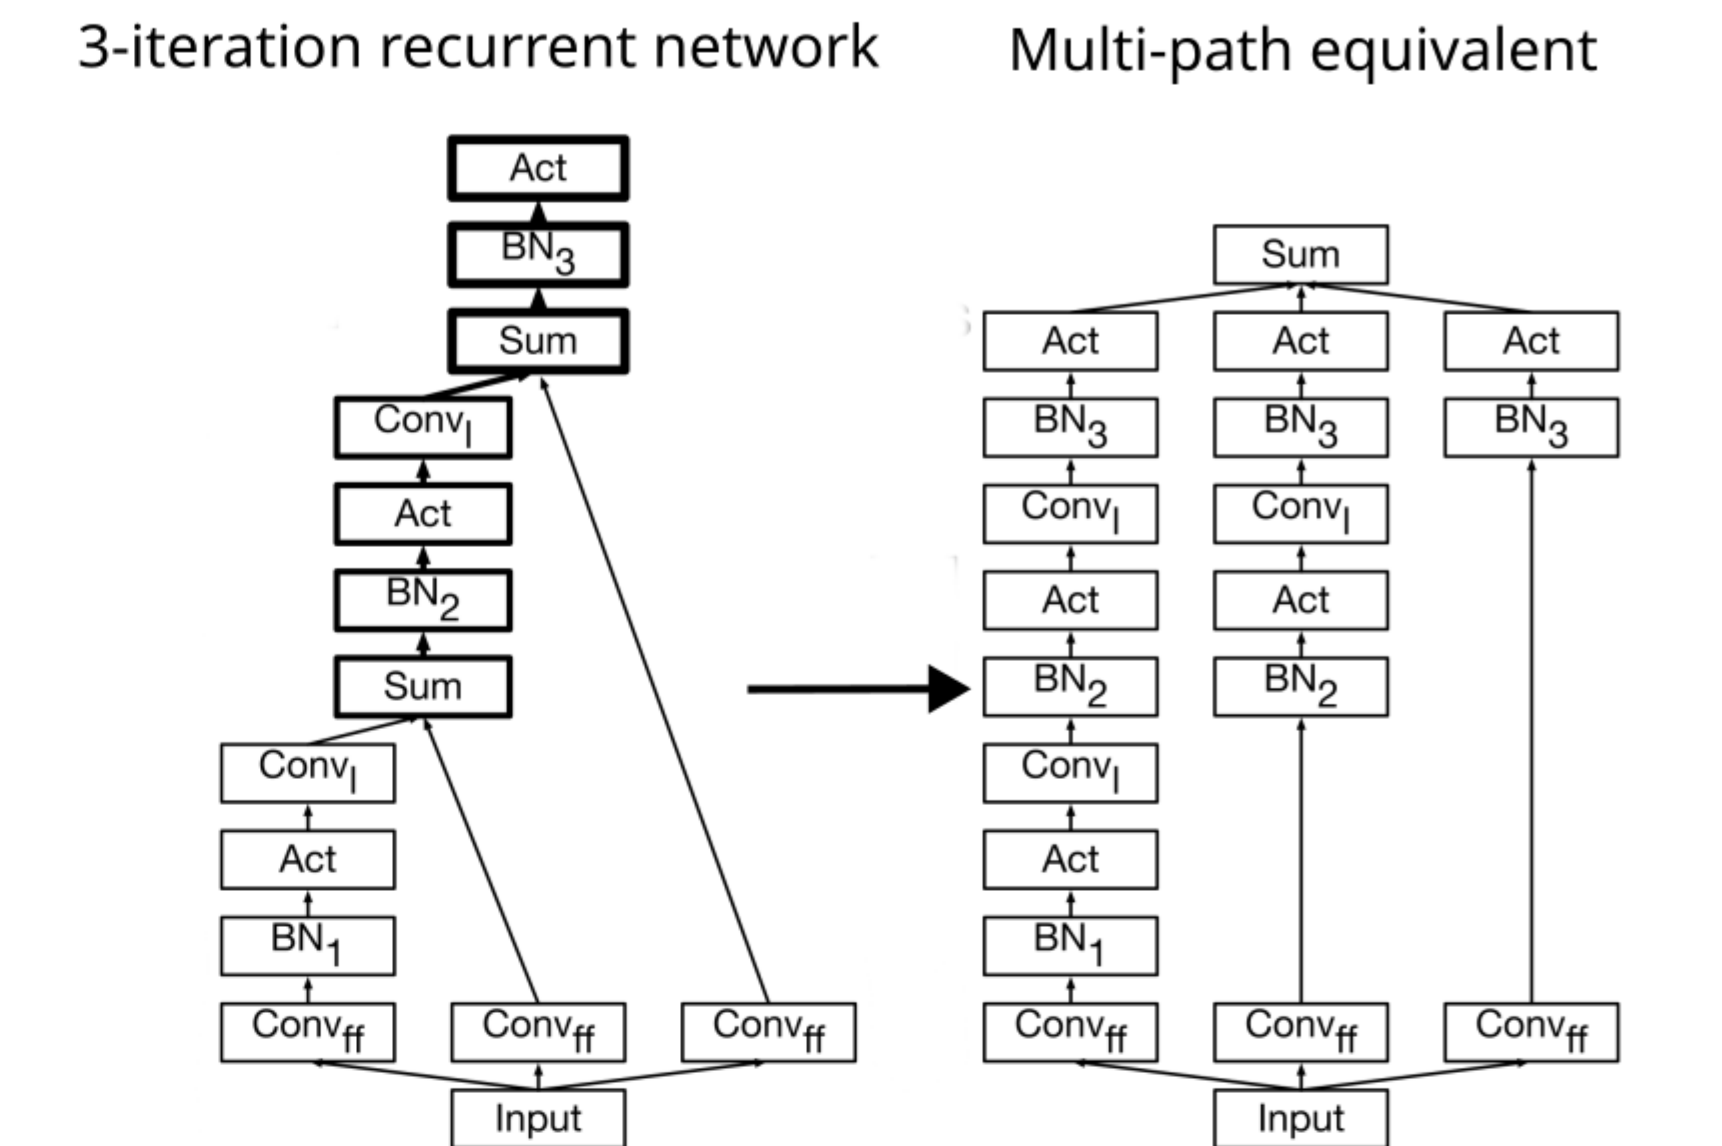 3-iteration recurrent network
Multi-path equivalent
Act
BN3
Sum
Convl
Act
BN2
Sum
Convl
Act
BN1
Convff Convff Convff
Input
Sum
Act Act Act
BN3 BN3 BN3
Convl Convl
Act Act
BN2 BN2
Convl
Act
BN1
Convff Convff Convff
Input